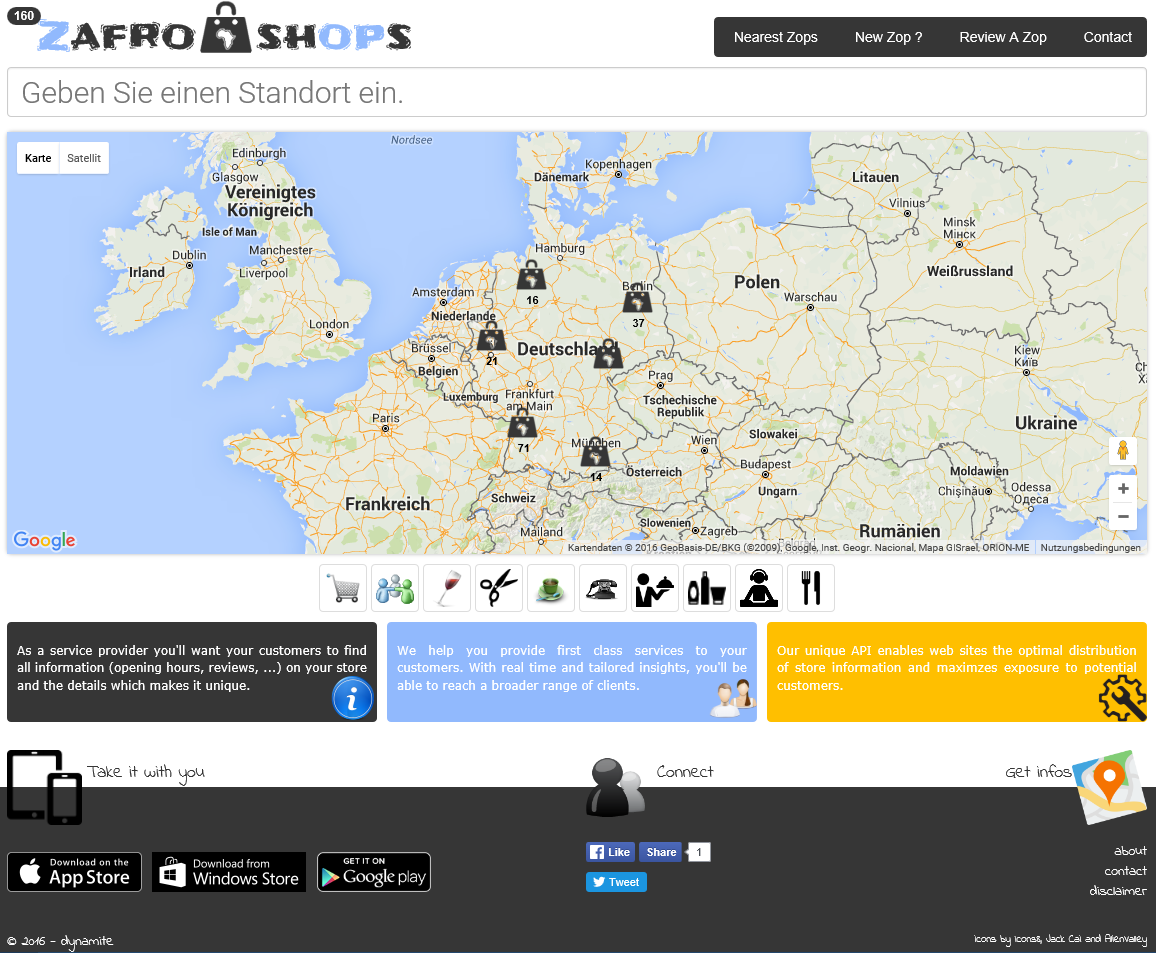 160
ZAFRO SHOPS
Nearest Zops
New Zop ?
Review A Zop
Contact
Geben Sie einen Standort ein.
Karte
Satellit
Nordsee
Edinburgh
Glasgow
Vereinigtes
Königreich
Isle of Man
Dublin
Irland
Manchester
Liverpool
London
Kopenhagen
Dänemark
Litauen
Vilnius
Minsk
Мінск
Weißrussland
Hamburg
16
Berlin
37
Polen
Warschau
Amsterdam
Niederlande
21
Deutschland
Brüssel
Belgien
Luxemburg
Frankfurt
am Main
Prag
Tschechische
Republik
Kiew
Київ
Ukraine
Paris
71
München
14
Wien
Slowakei
Österreich
Budapest
Ungarn
Moldawien
Chișinău
Odessa
Одеса
Frankreich
Schweiz
Mailand
Slowenien
Zagreb
Rumänien
Google
Kartendaten © 2016 GeoBasis-DE/BKG (©2009), Google, Inst. Geogr. Nacional, Mapa GISrael, ORION-ME
Nutzungsbedingungen
As a service provider you'll want your customers to find
all information (opening hours, reviews, ...) on your store
and the details which makes it unique.
We help you provide first class services to your
customers. With real time and tailored insights, you'll be
able to reach a broader range of clients.
Our unique API enables web sites the optimal distribution
of store information and maximzes exposure to potential
customers.
Take it with you
Connect
Get infos
Download on the
App Store
Download from
Windows Store
GET IT ON
Google play
Like
Share
1
Tweet
about
contact
disclaimer
© 2016 - dynamite
icons by Icons8, Jack Cai and Alienvalley